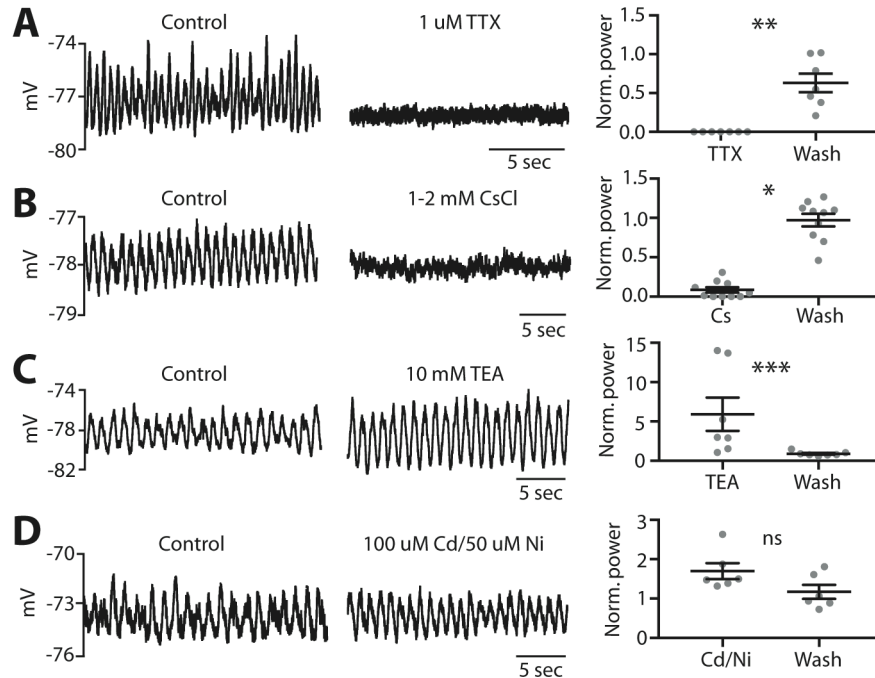 A
Control
1 uM TTX
mV
-74
-77
-80
5 sec
Norm. power
1.5
1.0
0.5
0.0
**
TTX Wash
B
Control
1-2 mM CsCl
mV
-77
-78
-79
5 sec
Norm. power
1.5
1.0
0.5
0.0
*
Cs Wash
C
Control
10 mM TEA
mV
-74
-78
-82
5 sec
Norm. power
15
10
5
0
***
TEA Wash
D
Control
100 uM Cd/50 uM Ni
mV
-70
-73
-76
5 sec
Norm. power
3
2
1
0
ns
Cd/Ni Wash